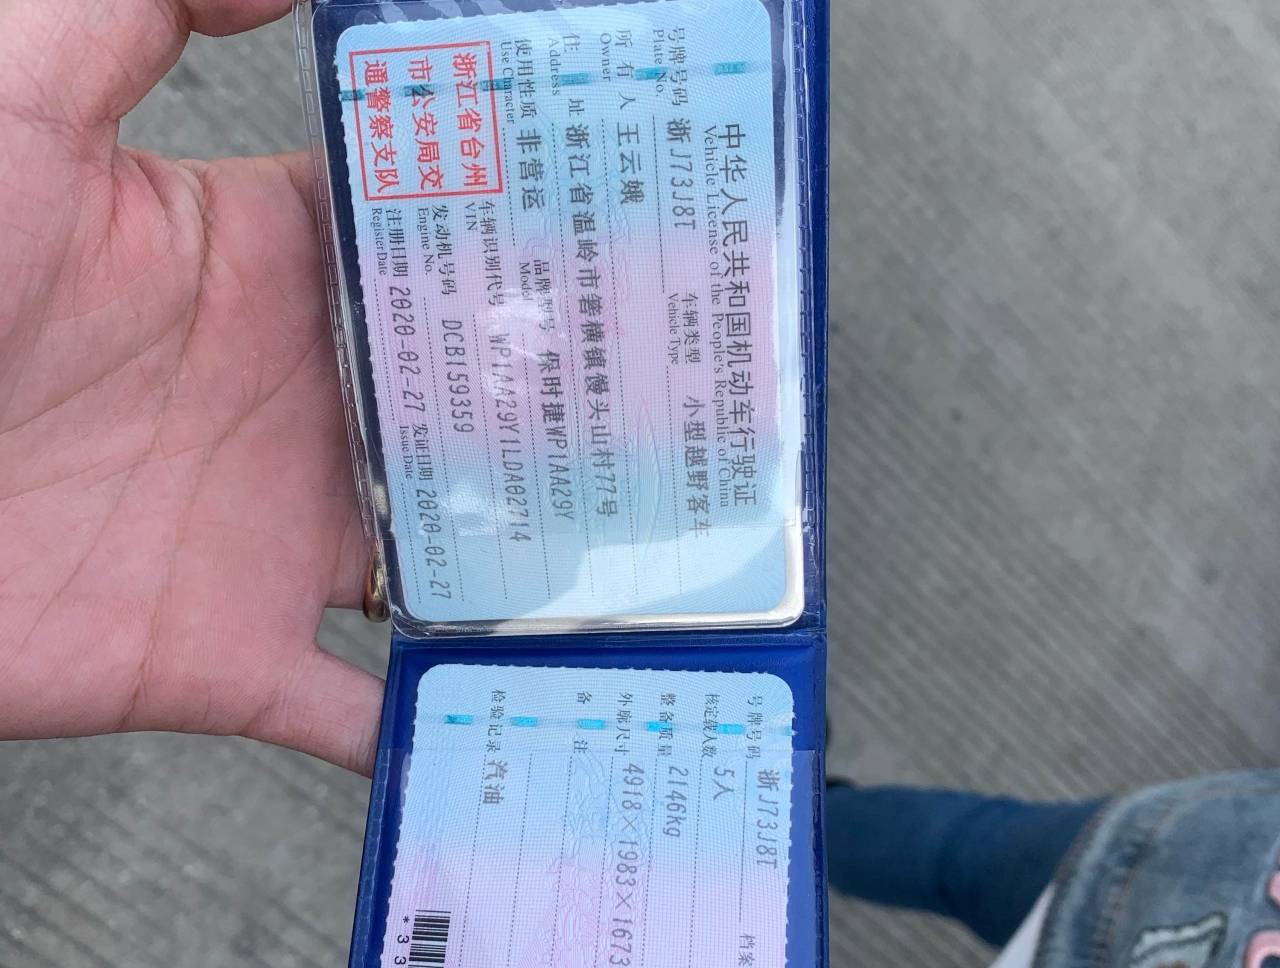 中华人民共和国机动车行驶证
Vehicle License of the People's Republic of China
号牌号码 浙J73J8T 车辆类型 小型越野客车
Plate No. Vehicle Type
所有人 王云娥
Owner
住址 浙江省温岭市箬横镇馒头山村77号
Address
使用性质 非营运 品牌型号 保时捷WP1AA29Y
Use Character Model
浙江省台州
市公安局交
通警察支队
车辆识别代号 WP1AA29Y1LDA02714
VIN
发动机号码 DCB159359
Engine No.
注册日期 2020-02-27 发证日期 2020-02-27
Register Date Issue Date
号牌号码 浙J73J8T 档案
核定载人数 5人
整备质量 2146kg
外廓尺寸 4918×1983×1673
备注
检验记录 汽油
*33